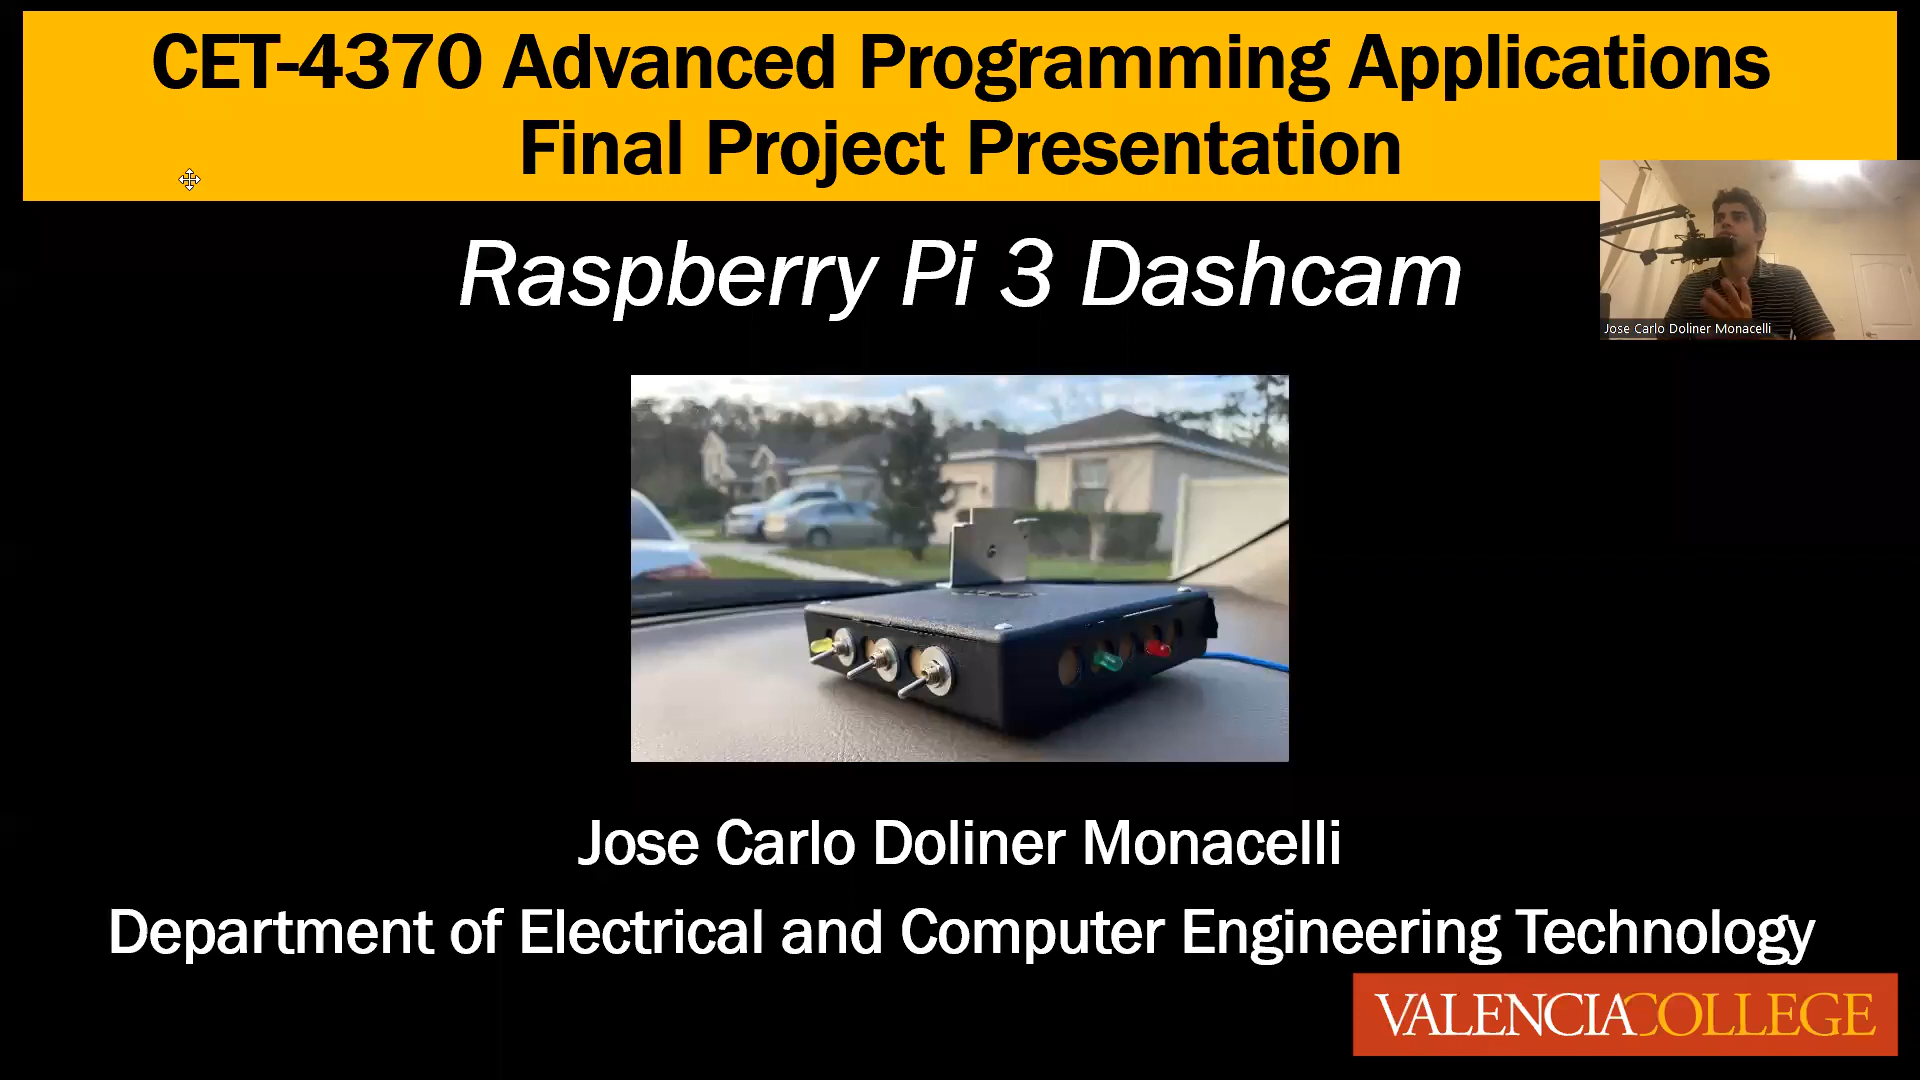 CET-4370 Advanced Programming Applications
Final Project Presentation
Raspberry Pi 3 Dashcam
Jose Carlo Doliner Monacelli
Jose Carlo Doliner Monacelli
Department of Electrical and Computer Engineering Technology
VALENCIACOLLEGE